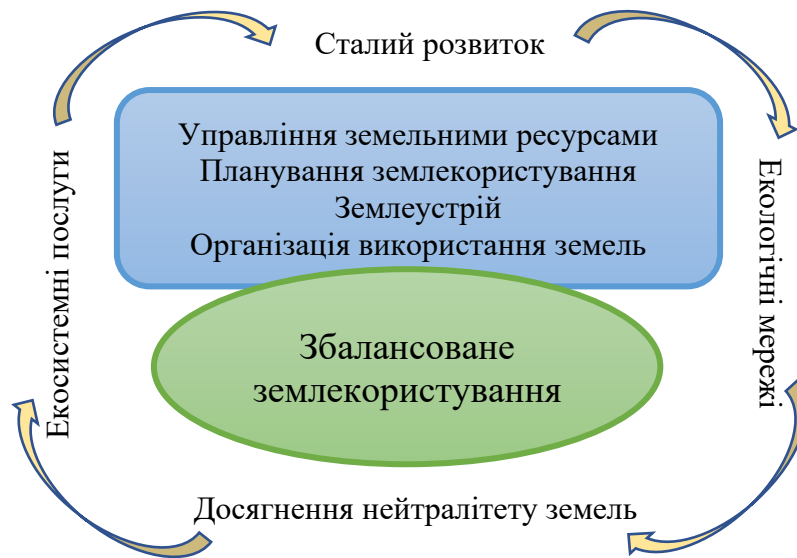 Сталий розвиток
Управління земельними ресурсами
Планування землекористування
Землеустрій
Організація використання земель
Екосистемні послуги
Екологічні мережі
Збалансоване
землекористування
Досягнення нейтралітету земель